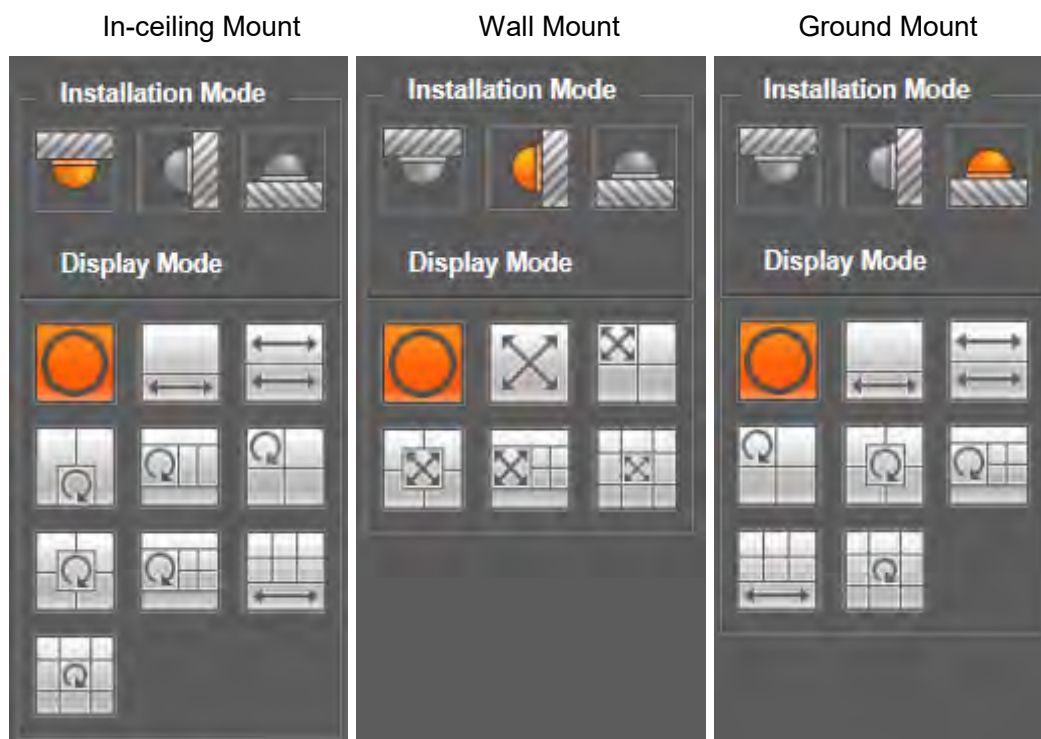 In-ceiling Mount
Wall Mount
Ground Mount
Installation Mode
Installation Mode
Installation Mode
Display Mode
Display Mode
Display Mode